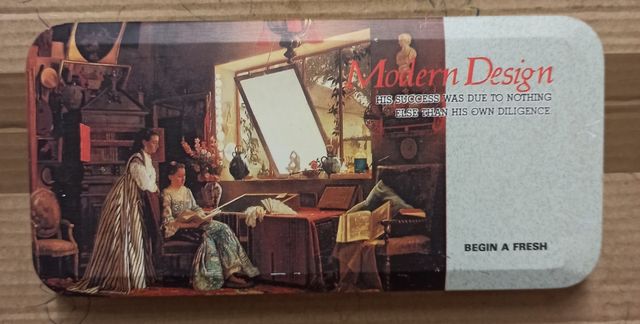 Modern Design
HIS SUCCESS WAS DUE TO NOTHING
ELSE THAN HIS OWN DILIGENCE
BEGIN A FRESH